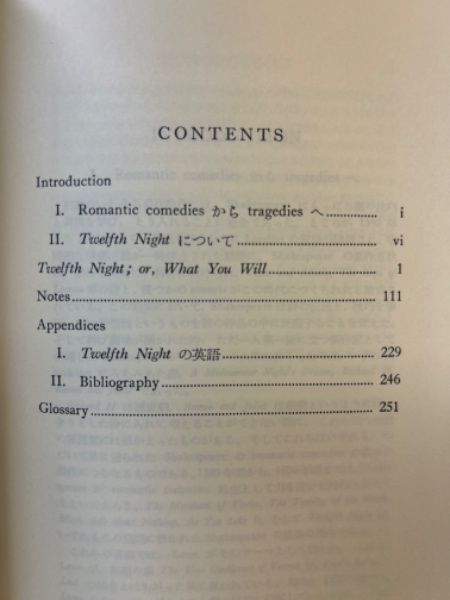 CONTENTS
Introduction
I. Romantic comedies から tragedies へ.............. i
II. Twelfth Night について.................................. vi
Twelfth Night; or, What You Will........................... 1
Notes........................................................................ 111
Appendices
I. Twelfth Night の英語..................................... 229
II. Bibliography.................................................... 246
Glossary................................................................... 251